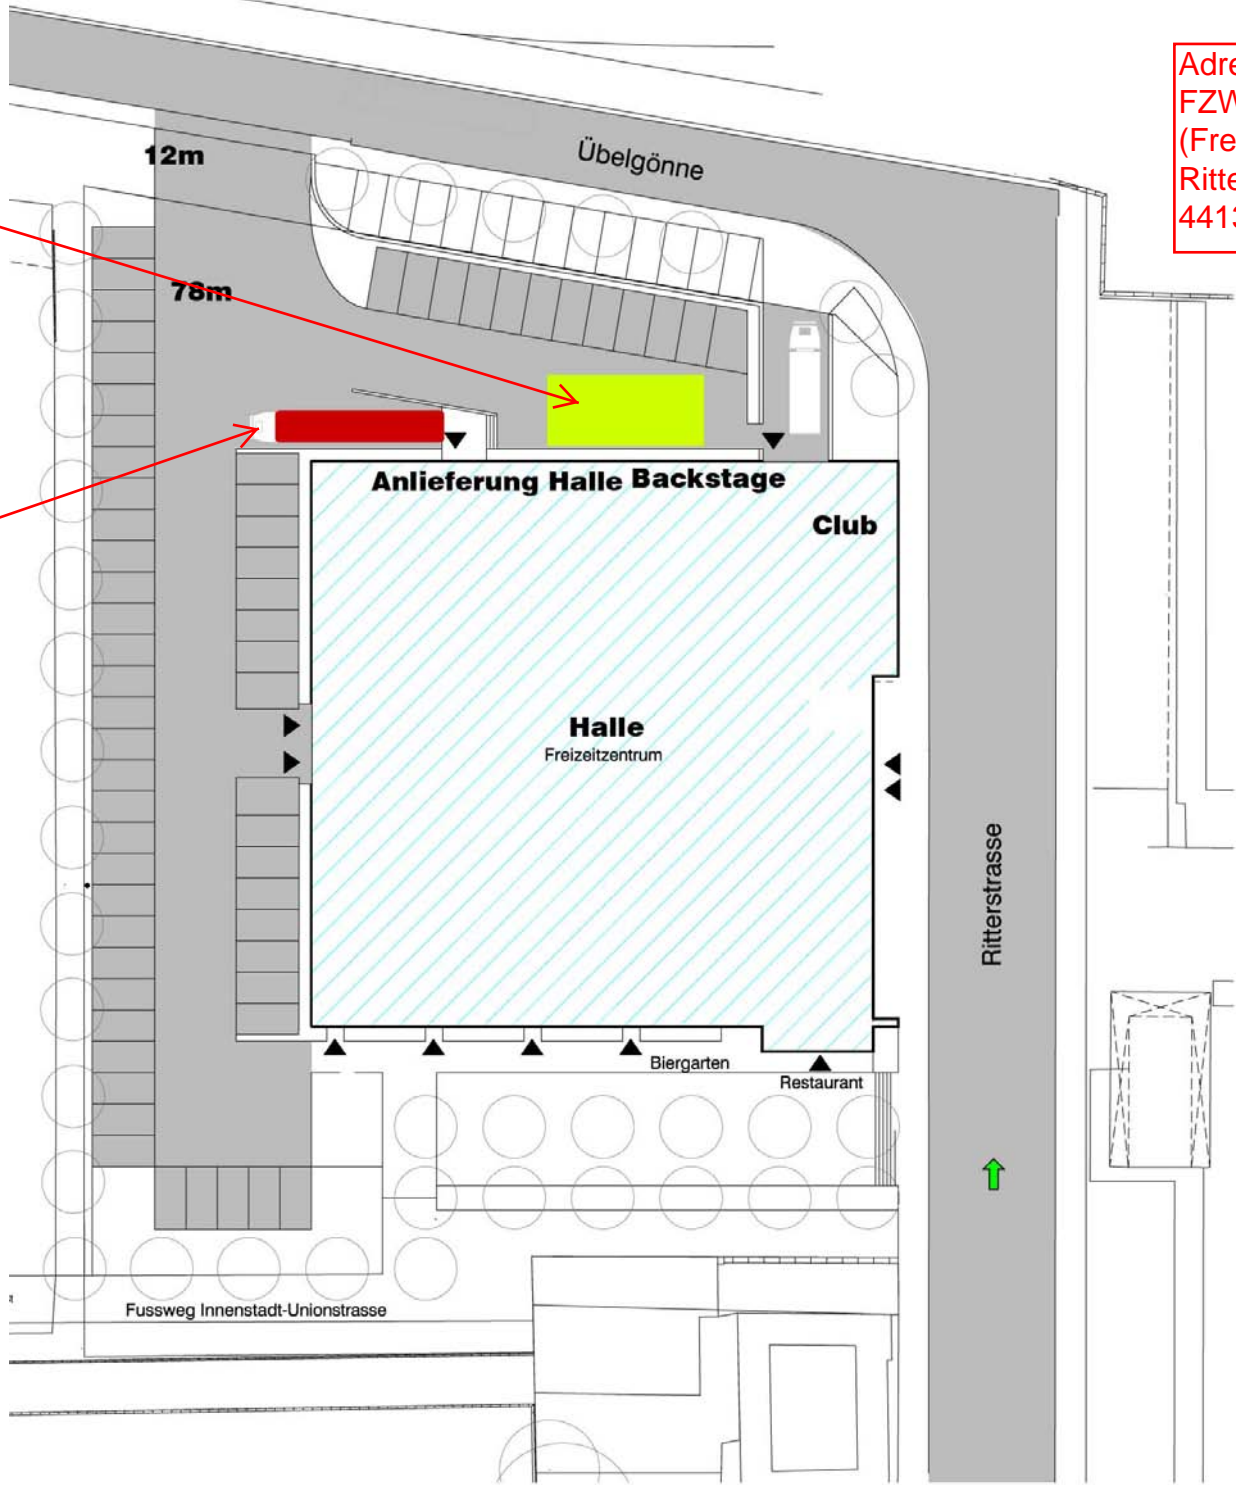 Adre
FZW
(Fre
Ritte
4413
Übelgönne
12m
78m
Anlieferung Halle Backstage
Club
Halle
Freizeitzentrum
Ritterstrasse
Biergarten
Restaurant
Fussweg Innenstadt-Unionstrasse